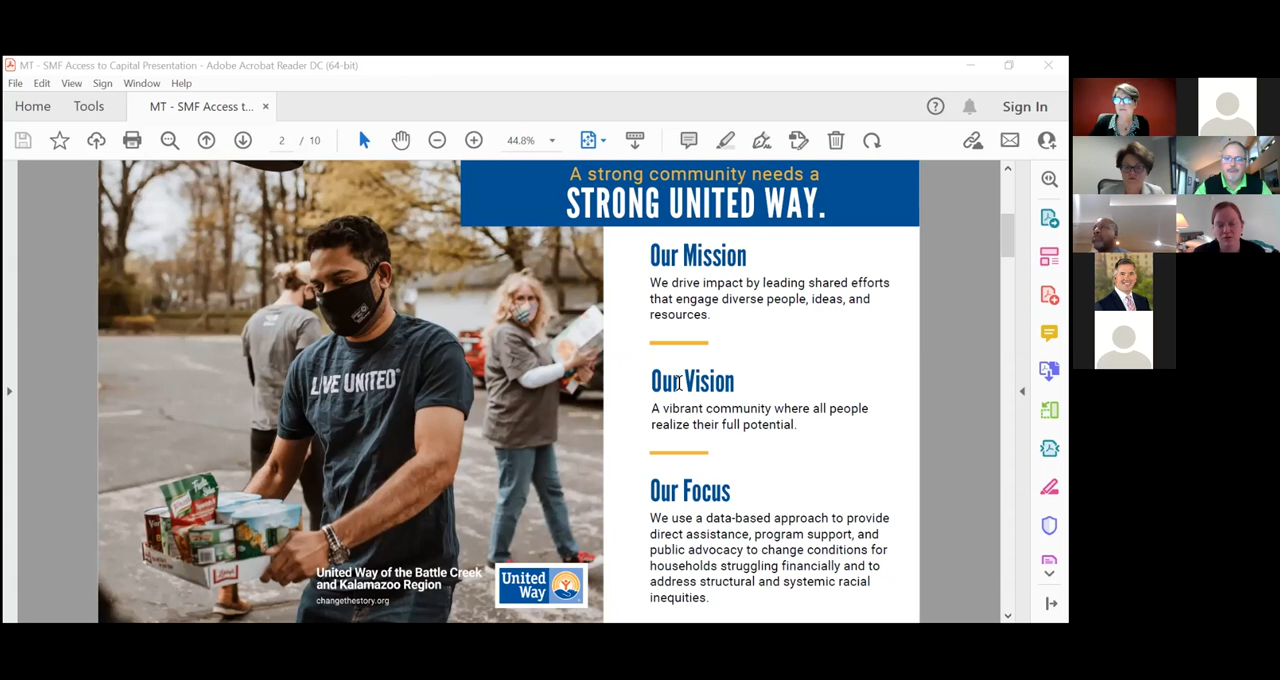 MT - SMF Access to Capital Presentation - Adobe Acrobat Reader DC (64-bit)
File Edit View Sign Window Help
Home Tools MT - SMF Access t... × Sign In
2 / 10 44.8%
A strong community needs a
STRONG UNITED WAY.
Our Mission
We drive impact by leading shared efforts
that engage diverse people, ideas, and
resources.
Our Vision
A vibrant community where all people
realize their full potential.
Our Focus
We use a data-based approach to provide
direct assistance, program support, and
public advocacy to change conditions for
households struggling financially and to
address structural and systemic racial
inequities.
LIVE UNITED
United Way of the Battle Creek
and Kalamazoo Region
changethestory.org
United
Way